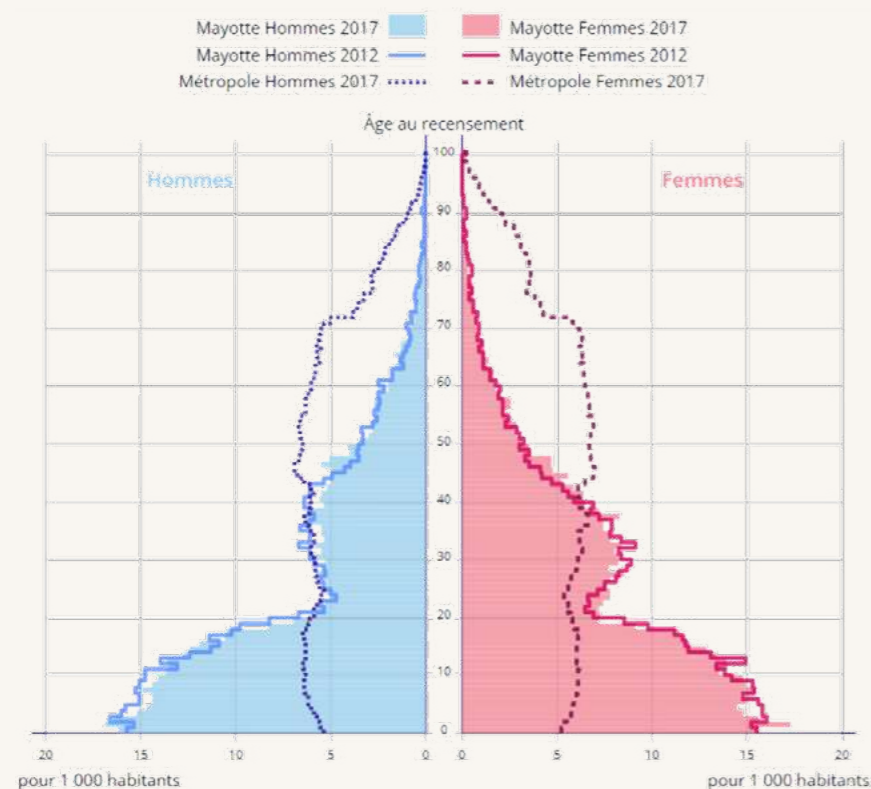 Mayotte Hommes 2017 Mayotte Femmes 2017
Mayotte Hommes 2012 Mayotte Femmes 2012
Métropole Hommes 2017 Métropole Femmes 2017
Âge au recensement
100
Hommes Femmes
90
80
70
60
50
40
30
20
10
0
20 15 10 5 0 0 5 10 15 20
pour 1 000 habitants pour 1 000 habitants